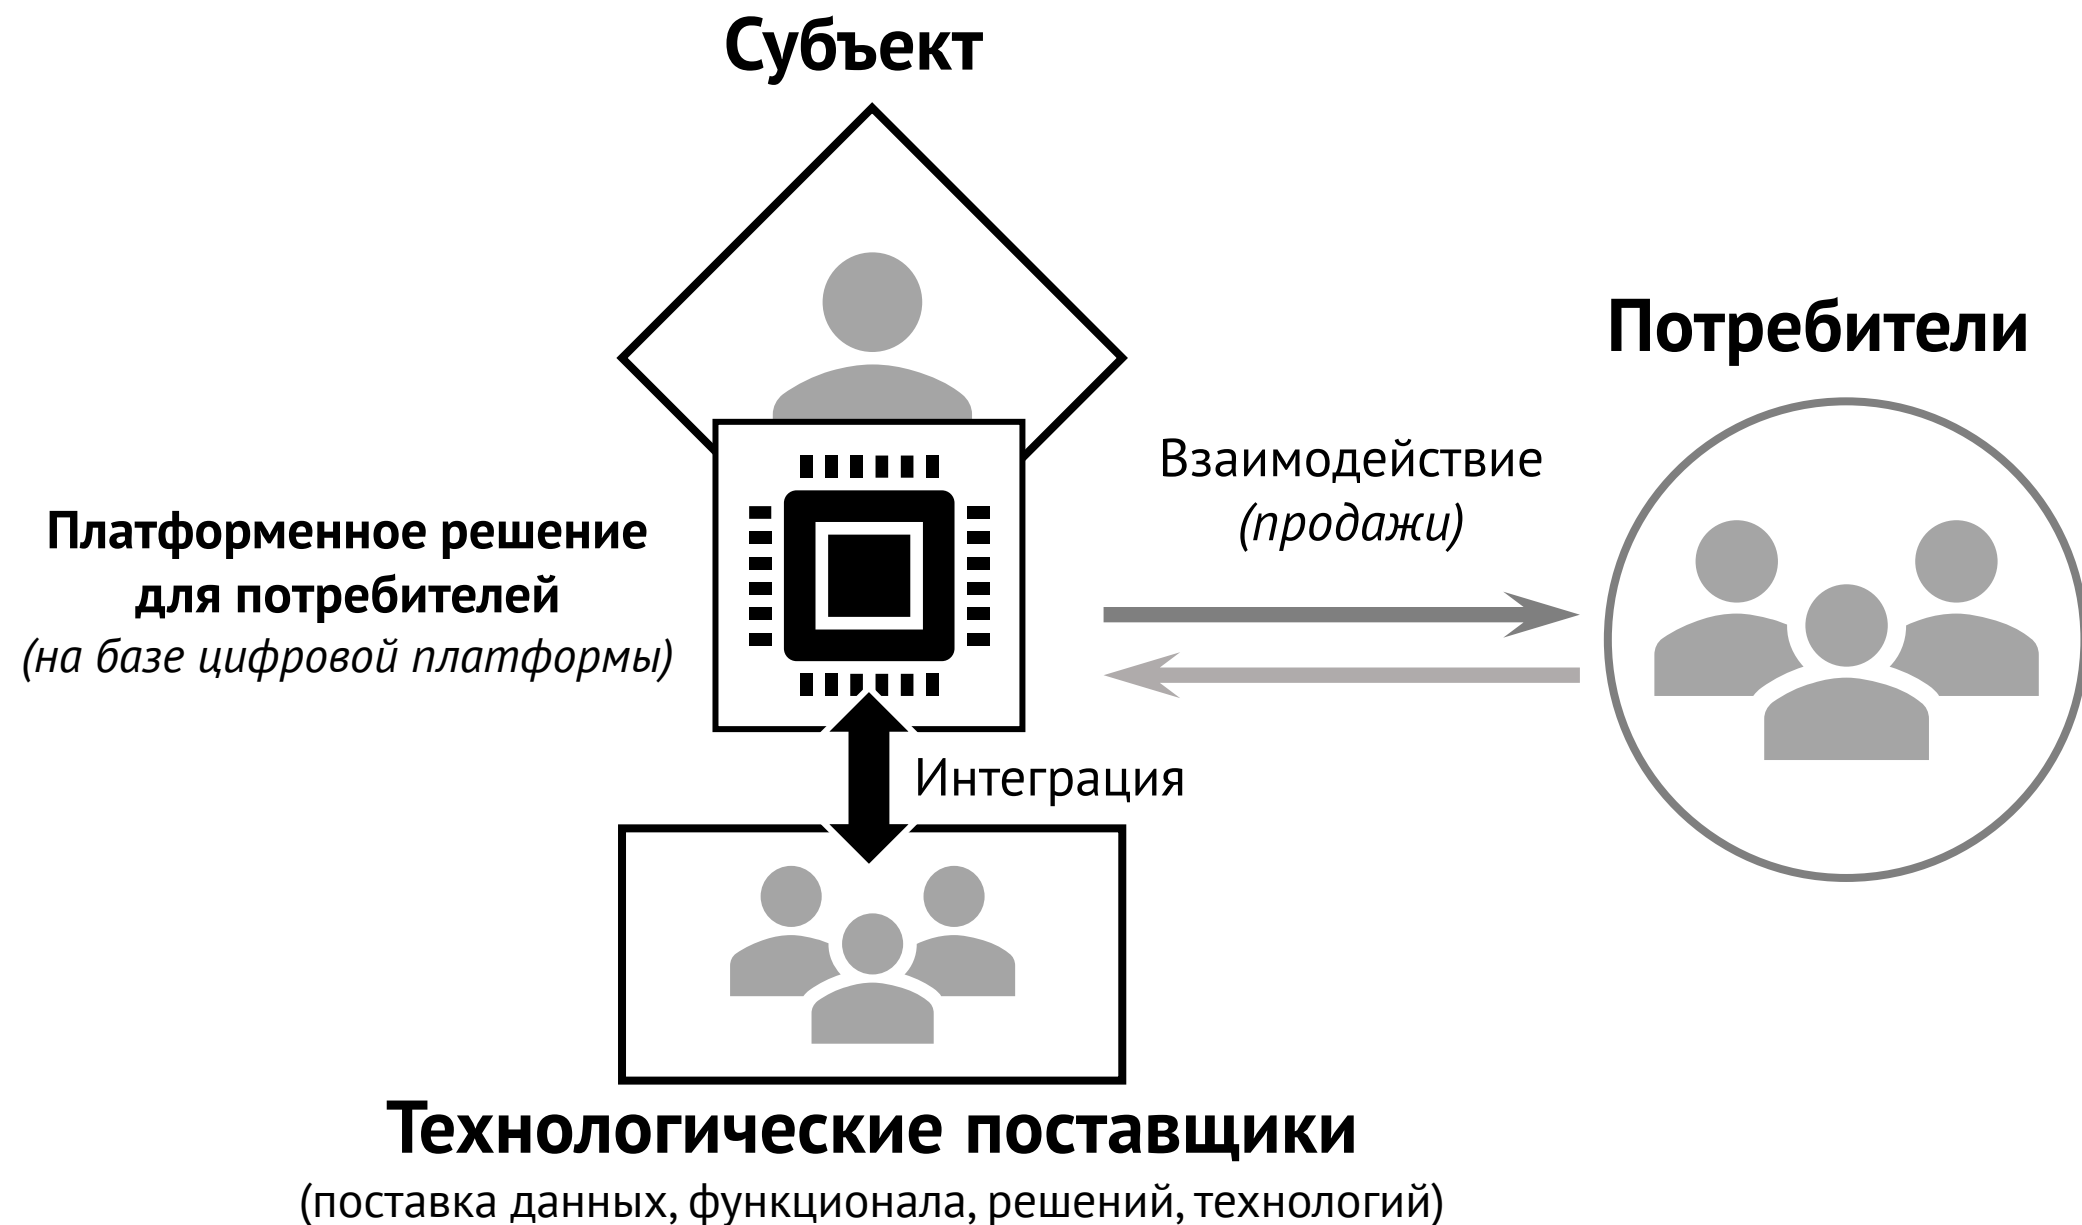 Субъект
Потребители
Взаимодействие
(продажи)
Платформенное решение
для потребителей
(на базе цифровой платформы)
Интеграция
Технологические поставщики
(поставка данных, функционала, решений, технологий)